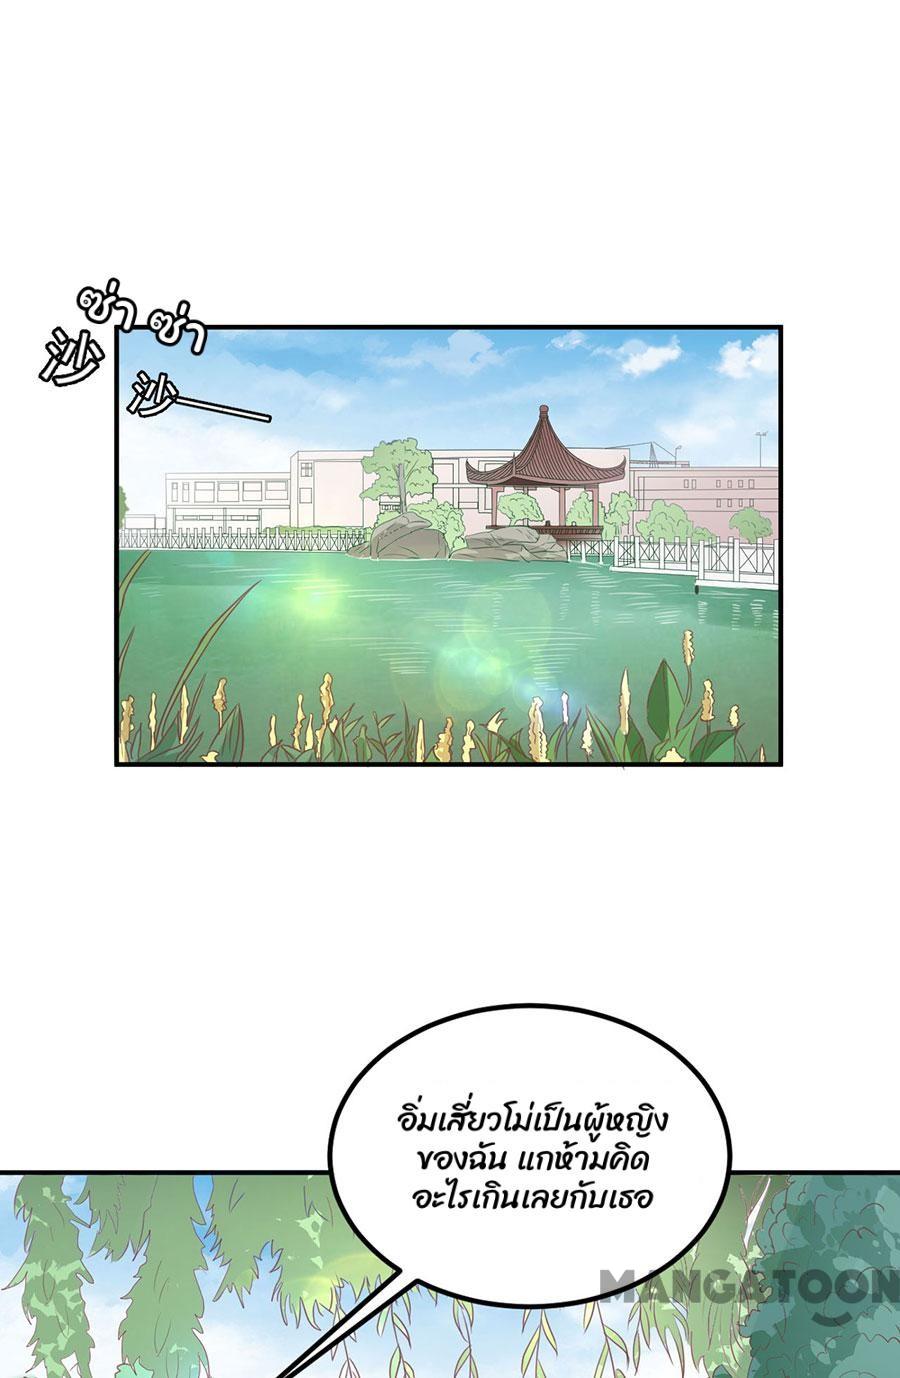 ซ่า ซ่า
沙
沙——
อิ่มเสี่ยวโม่เป็นผู้หญิง
ของฉัน แกห้ามคิด
อะไรเกินเลยกับเธอ
MANGATOON